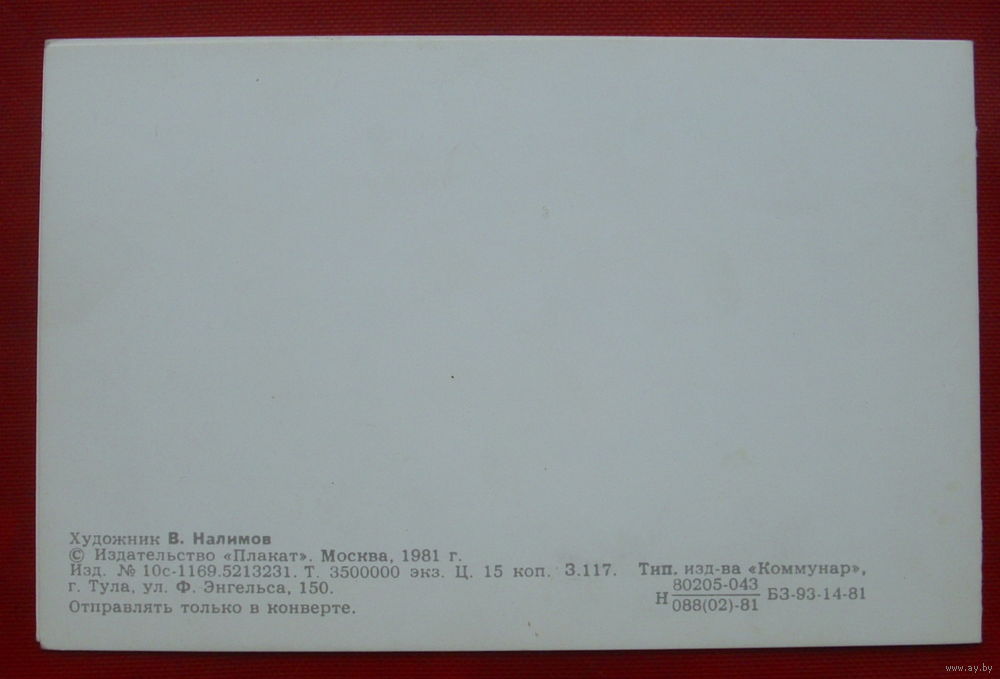 Художник В. Налимов
© Издательство «Плакат». Москва, 1981 г.
Изд. № 10с-1169.5213231. Т. 3500000 экз. Ц. 15 коп. З.117. Тип. изд-ва «Коммунар»,
г. Тула, ул. Ф. Энгельса, 150.
Отправлять только в конверте.
80205-043
Н БЗ-93-14-81
088(02)-81
www.ay.by